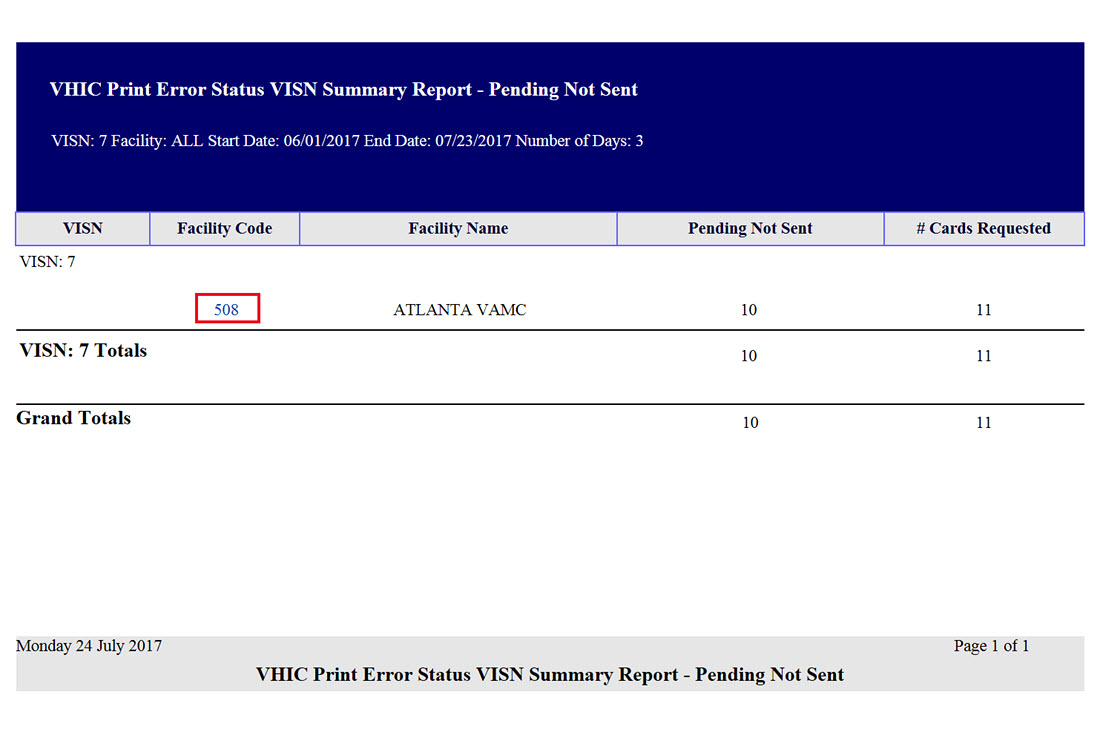 VHIC Print Error Status VISN Summary Report - Pending Not Sent
VISN: 7 Facility: ALL Start Date: 06/01/2017 End Date: 07/23/2017 Number of Days: 3
VISN Facility Code Facility Name Pending Not Sent # Cards Requested
VISN: 7
508 ATLANTA VAMC 10 11
VISN: 7 Totals 10 11
Grand Totals 10 11
Monday 24 July 2017 Page 1 of 1
VHIC Print Error Status VISN Summary Report - Pending Not Sent